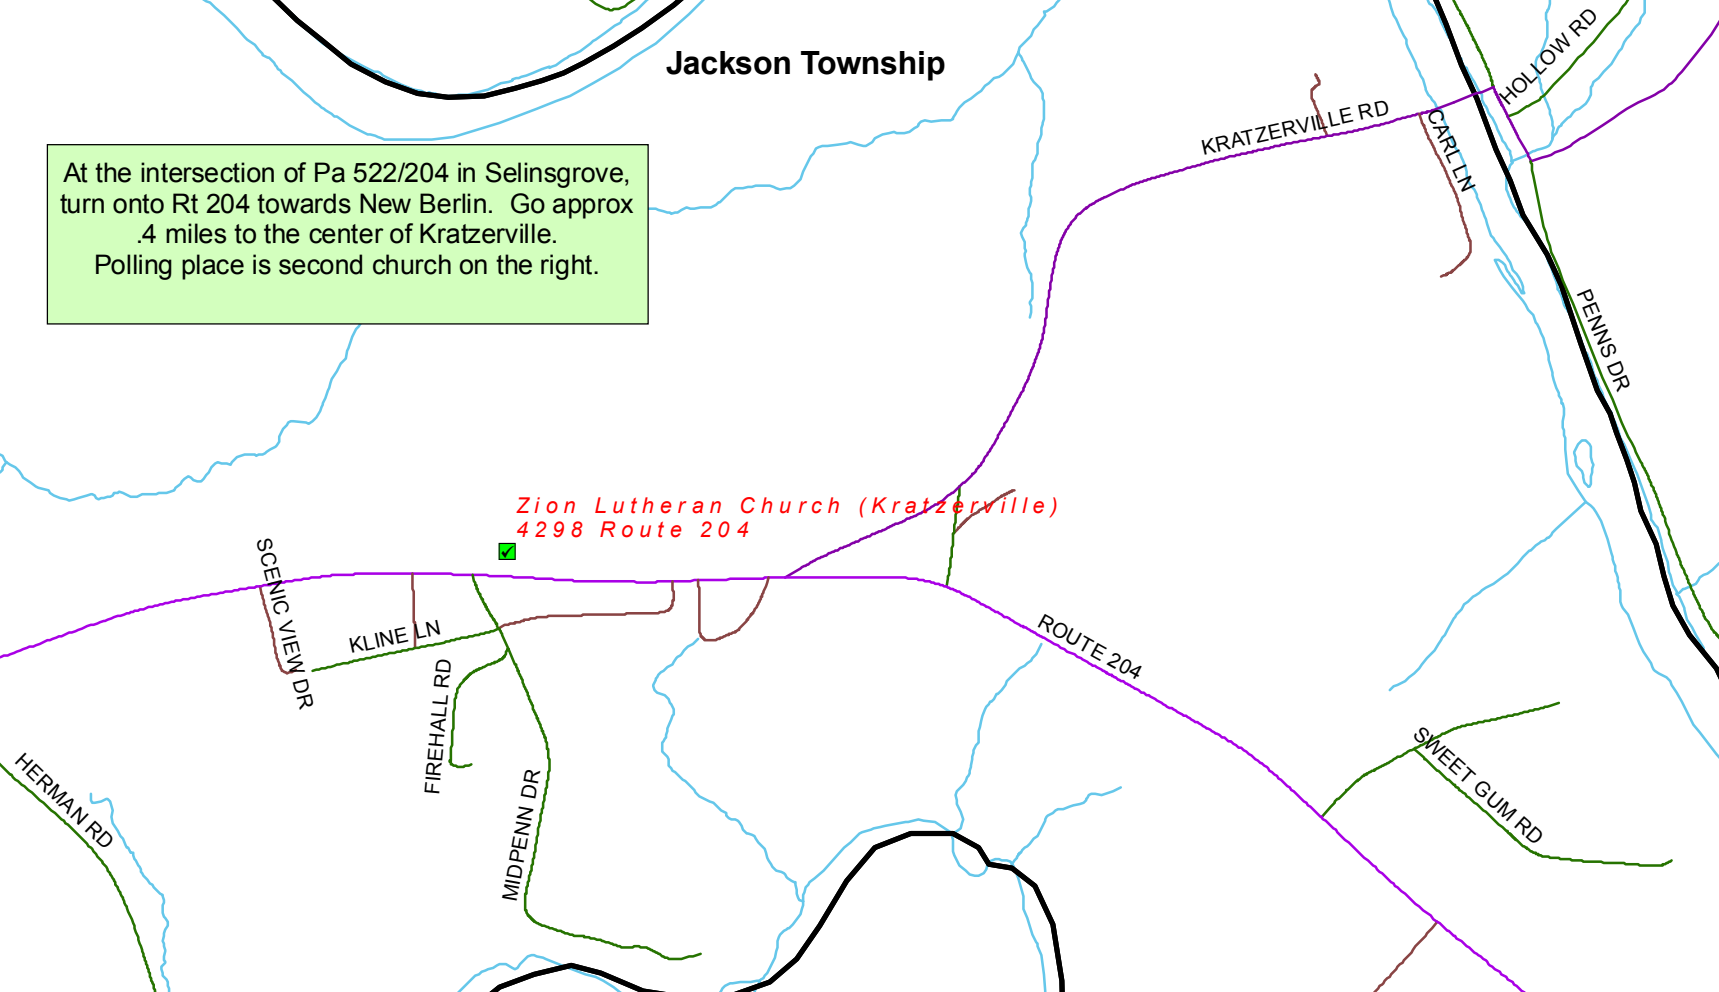 Jackson Township
HOLLOW RD
KRATZERVILLE RD
CARL LN
At the intersection of Pa 522/204 in Selinsgrove,
turn onto Rt 204 towards New Berlin.  Go approx
.4 miles to the center of Kratzerville.
Polling place is second church on the right.
PENNS DR
Zion Lutheran Church (Kratzerville)
4298 Route 204
SCENIC VIEW DR
KLINE LN
FIREHALL RD
ROUTE 204
HERMAN RD
MIDPENN DR
SWEET GUM RD